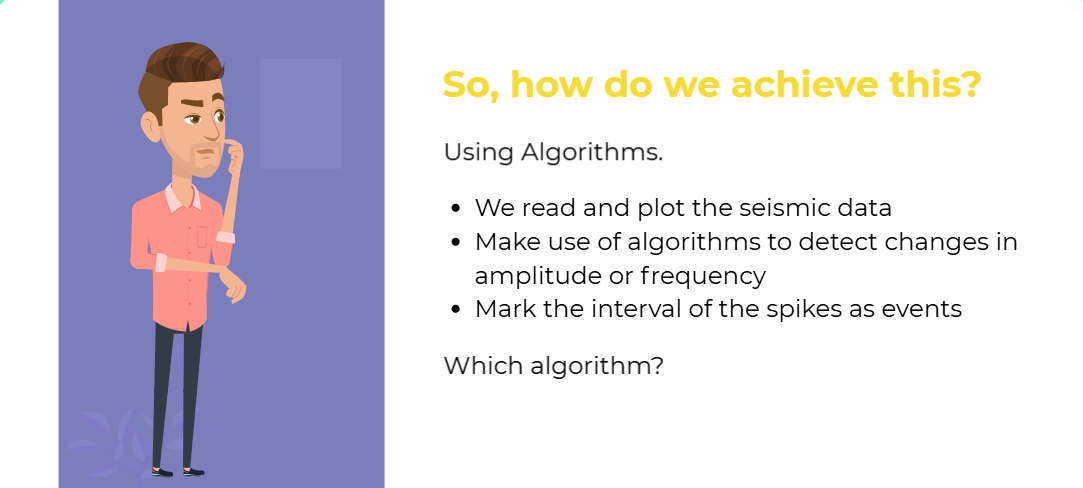 So, how do we achieve this?
Using Algorithms.
• We read and plot the seismic data
• Make use of algorithms to detect changes in
amplitude or frequency
• Mark the interval of the spikes as events
Which algorithm?